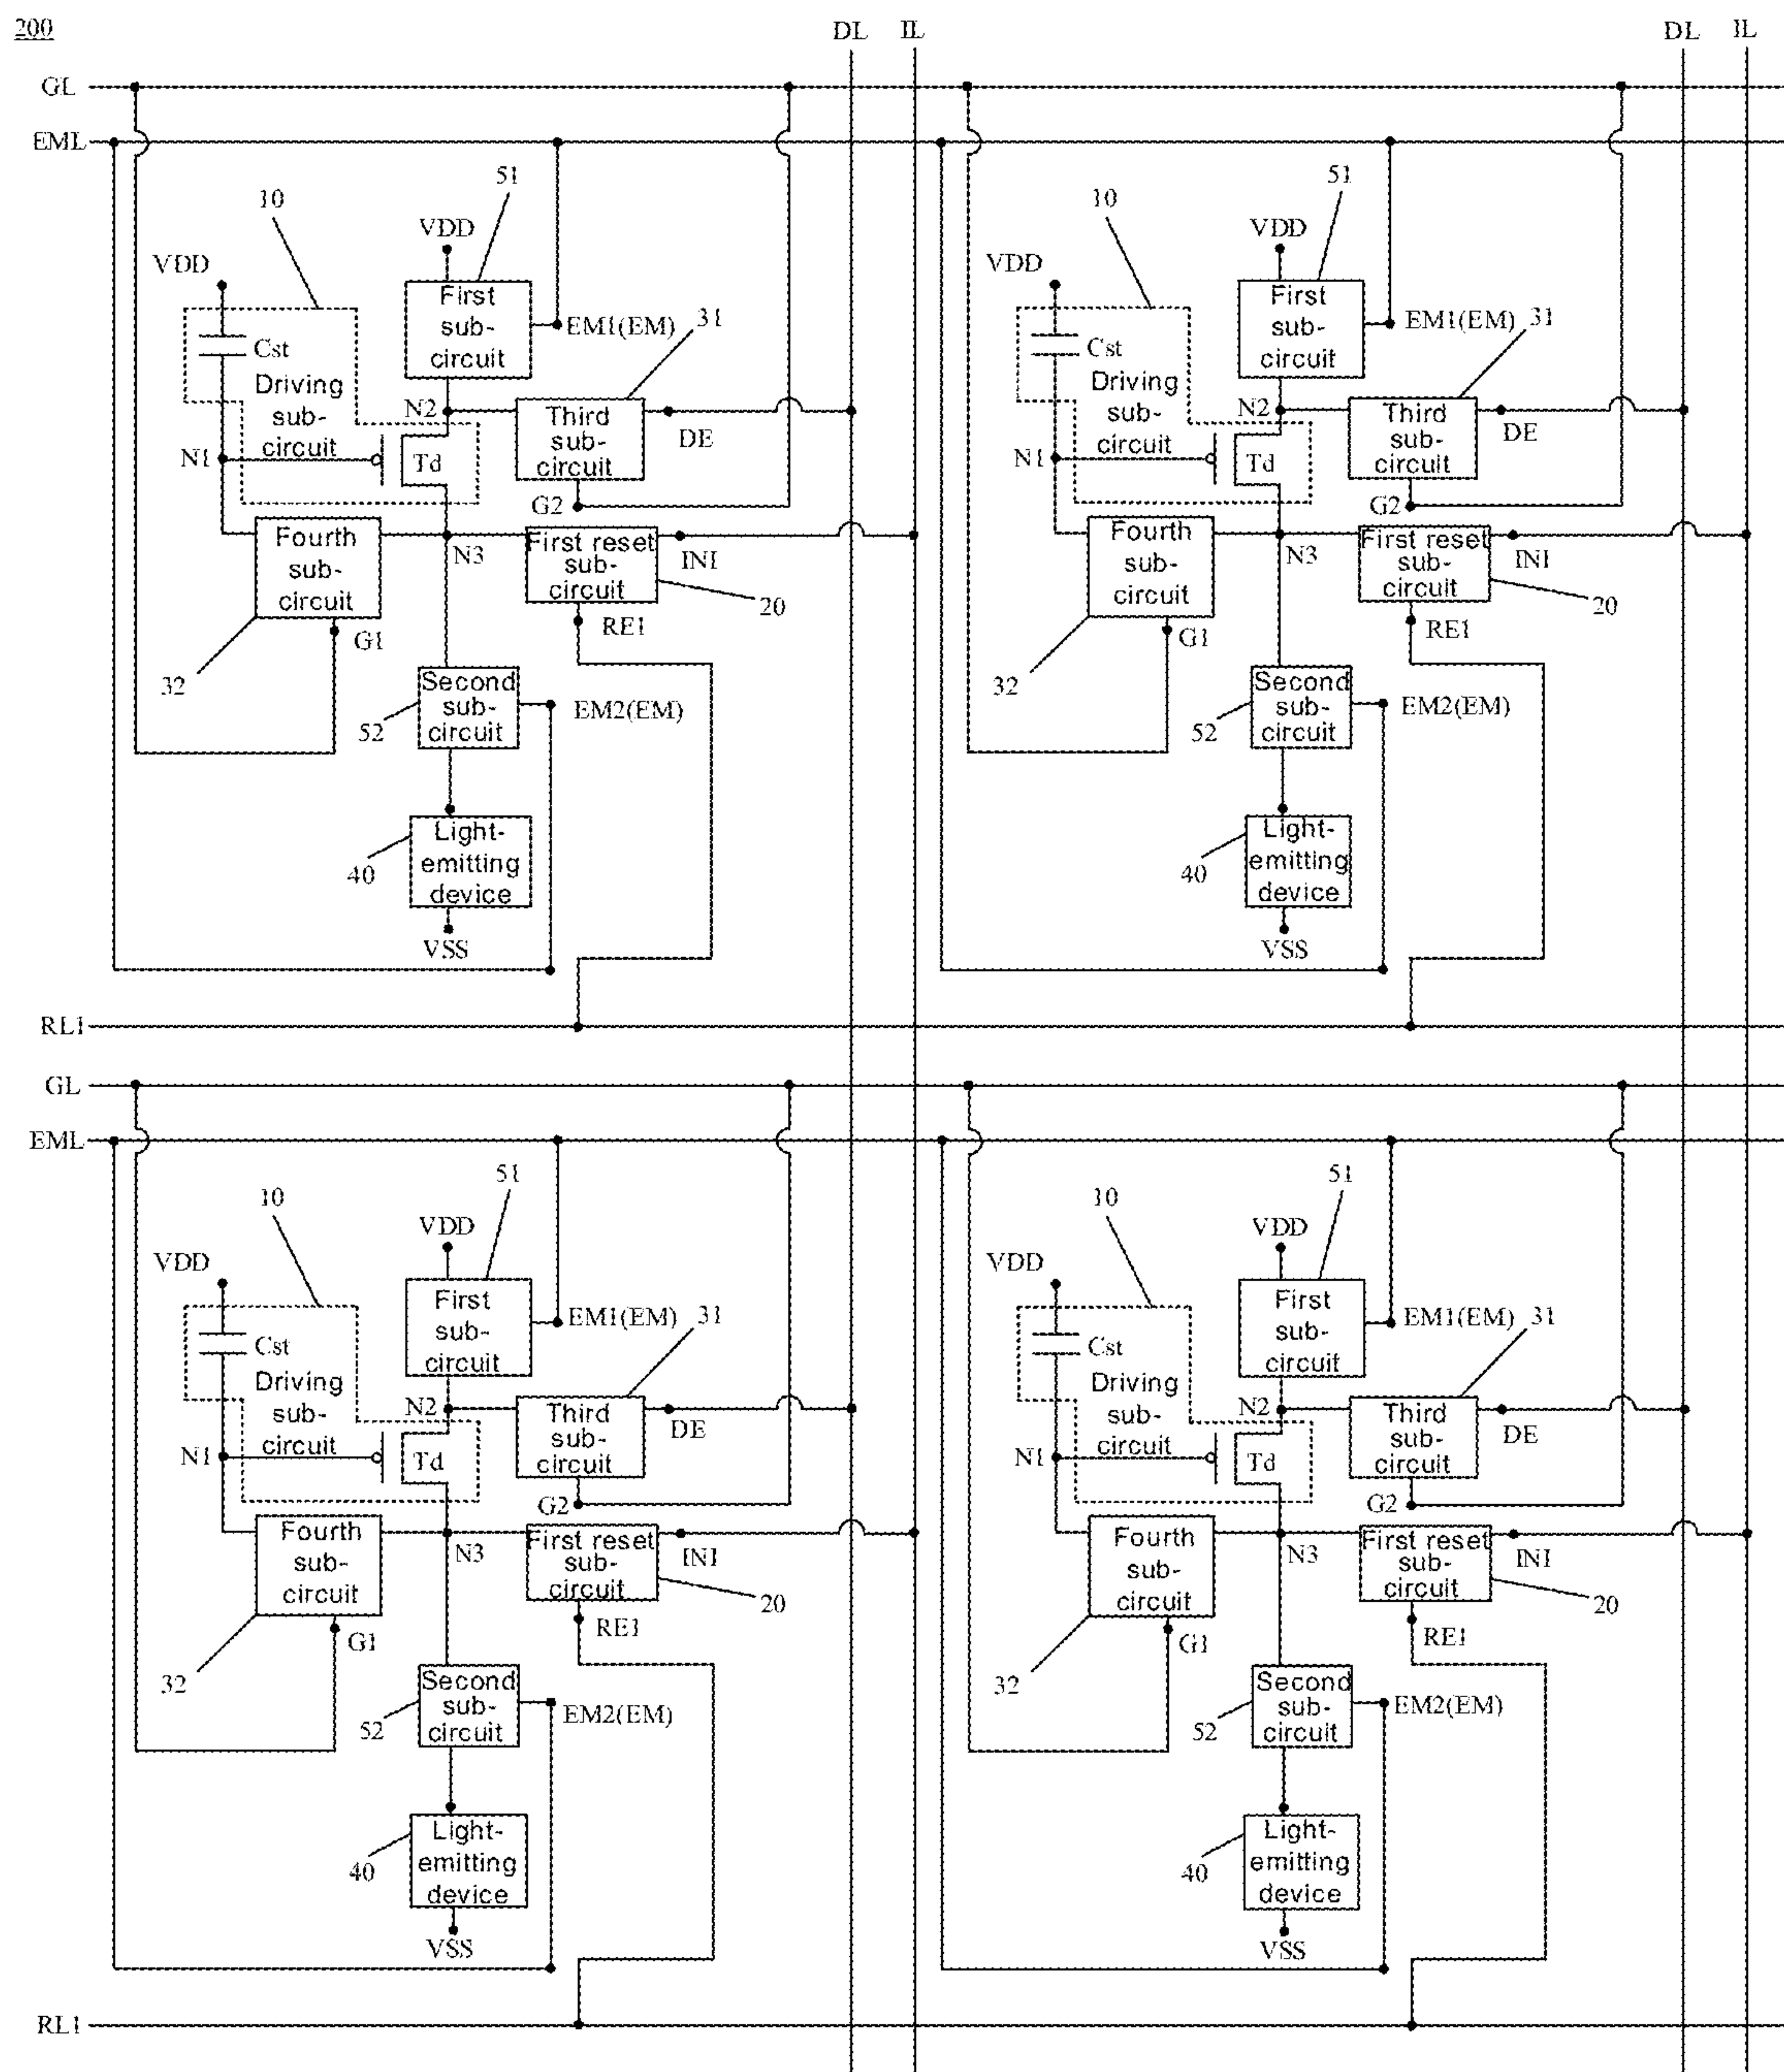 200
DL IL DL IL
GL
EML
51 51
10 10
VDD VDD
VDD VDD
First
sub-
circuit
EM1(EM) 31
First
sub-
circuit
EM1(EM) 31
Cst
Driving
sub-
circuit
Cst
Driving
sub-
circuit
N2
Third
sub-
circuit
DE
N2
Third
sub-
circuit
DE
N1 Td
N1 Td
G2 G2
Fourth
sub-
circuit
N3
First reset
sub-
circuit
INI
20
Fourth
sub-
circuit
N3
First reset
sub-
circuit
INI
20
G1 RE1
G1 RE1
32 32
Second
sub-
circuit
52
EM2(EM)
Second
sub-
circuit
52
EM2(EM)
Light-
emitting
device
40
Light-
emitting
device
40
VSS VSS
RL1
GL
EML
51 51
10 10
VDD VDD
VDD VDD
First
sub-
circuit
EM1(EM) 31
First
sub-
circuit
EM1(EM) 31
Cst
Driving
sub-
circuit
Cst
Driving
sub-
circuit
N2
Third
sub-
circuit
DE
N2
Third
sub-
circuit
DE
N1 Td
N1 Td
G2 G2
Fourth
sub-
circuit
N3
First reset
sub-
circuit
INI
20
Fourth
sub-
circuit
N3
First reset
sub-
circuit
INI
20
G1 RE1
G1 RE1
32 32
Second
sub-
circuit
52
EM2(EM)
Second
sub-
circuit
52
EM2(EM)
Light-
emitting
device
40
Light-
emitting
device
40
VSS VSS
RL1